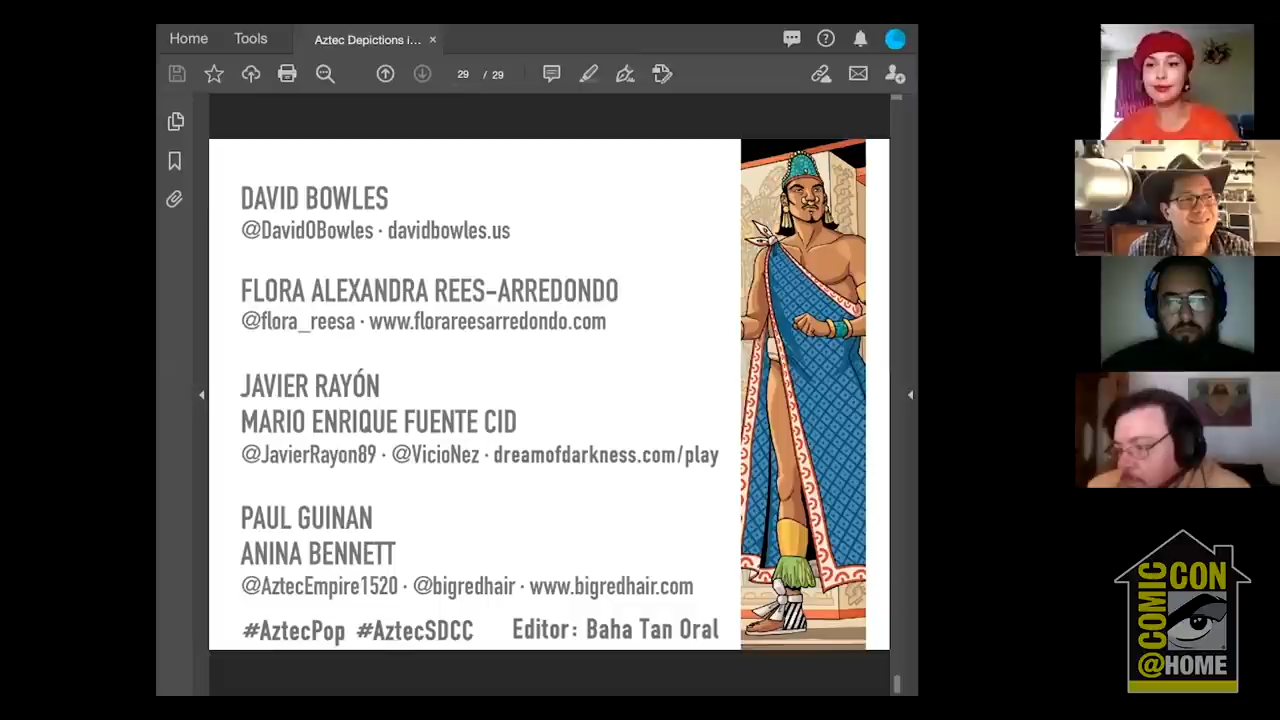 Home Tools Aztec Depictions i... ×
29 / 29
DAVID BOWLES
@DavidOBowles · davidbowles.us
FLORA ALEXANDRA REES-ARREDONDO
@flora_reesa · www.florareesarredondo.com
JAVIER RAYÓN
MARIO ENRIQUE FUENTE CID
@JavierRayon89 · @VicioNez · dreamofdarkness.com/play
PAUL GUINAN
ANINA BENNETT
@AztecEmpire1520 · @bigredhair · www.bigredhair.com
#AztecPop #AztecSDCC Editor: Baha Tan Oral
COMIC CON
@HOME